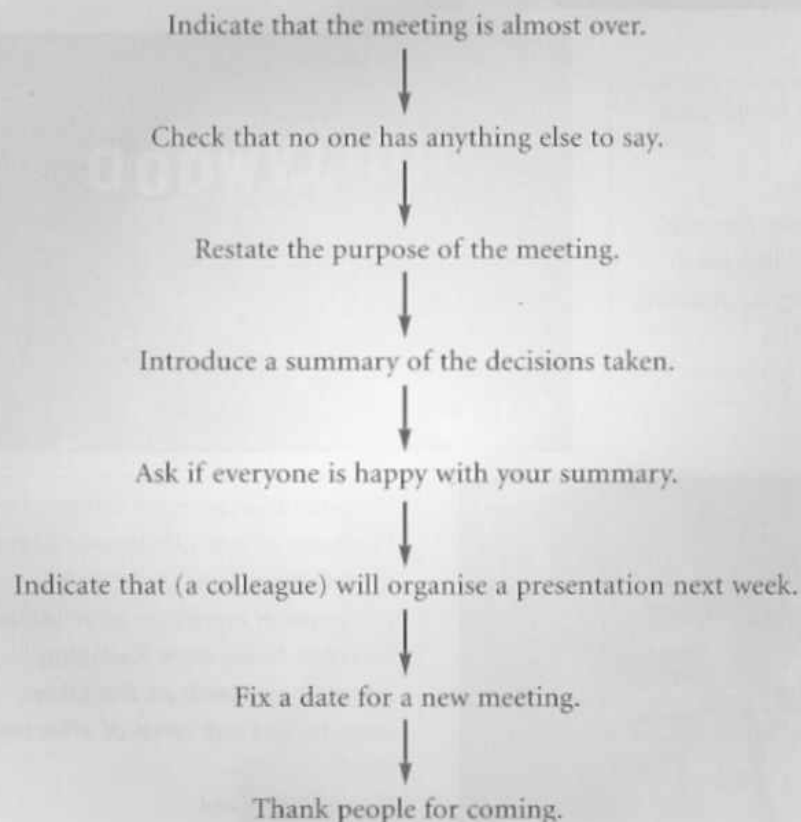 Indicate that the meeting is almost over.
Check that no one has anything else to say.
Restate the purpose of the meeting.
Introduce a summary of the decisions taken.
Ask if everyone is happy with your summary.
Indicate that (a colleague) will organise a presentation next week.
Fix a date for a new meeting.
Thank people for coming.